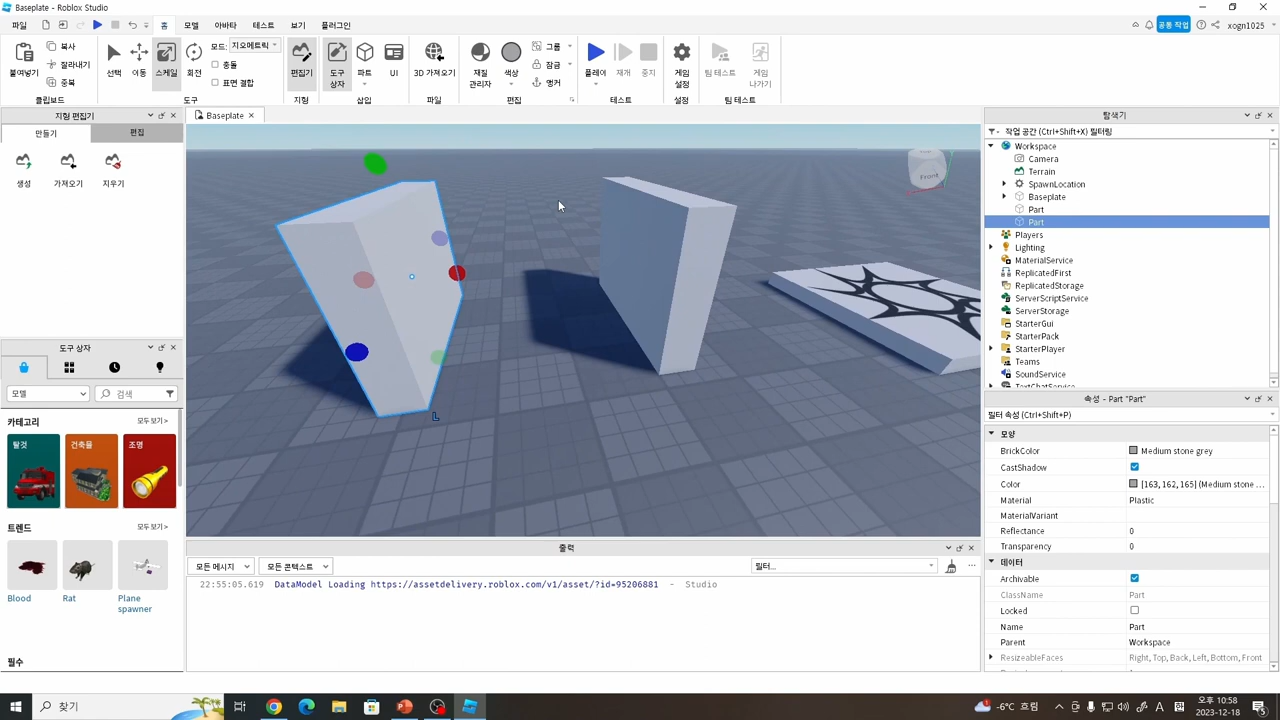 Baseplate - Roblox Studio
파일
홈
모델
아바타
테스트
보기
플러그인
공동 작업
xogn1025
붙여넣기
복사
잘라내기
중복
클립보드
선택
이동
스케일
회전
모드:
지오메트릭
충돌
표면 결합
도구
편집기
지형
도구
상자
파트
UI
삽입
3D 가져오기
파일
재질
관리자
색상
그룹
잠금
앵커
편집
플레이
재개
중지
테스트
게임
설정
설정
팀 테스트
게임
나가기
팀 테스트
지형 편집기
만들기
편집
생성
가져오기
지우기
Baseplate
Front
L
탐색기
작업 공간 (Ctrl+Shift+X) 필터링
Workspace
Camera
Terrain
SpawnLocation
Baseplate
Part
Part
Players
Lighting
MaterialService
ReplicatedFirst
ReplicatedStorage
ServerScriptService
ServerStorage
StarterGui
StarterPack
StarterPlayer
Teams
SoundService
TextChatService
도구 상자
모델
검색
카테고리
모두 보기>
탈것
건축물
조명
트렌드
모두 보기>
Blood
Rat
Plane
spawner
필수
출력
모든 메시지
모든 콘텍스트
필터...
22:55:05.619 DataModel Loading https://assetdelivery.roblox.com/v1/asset/?id=95206881 - Studio
속성 - Part "Part"
필터 속성 (Ctrl+Shift+P)
모양
BrickColor Medium stone grey
CastShadow
Color [163, 162, 165] (Medium stone ...
Material Plastic
MaterialVariant
Reflectance 0
Transparency 0
데이터
Archivable
ClassName Part
Locked
Name Part
Parent Workspace
ResizeableFaces Right, Top, Back, Left, Bottom, Front
찾기
-6°C 흐림
A
오후 10:58
2023-12-18